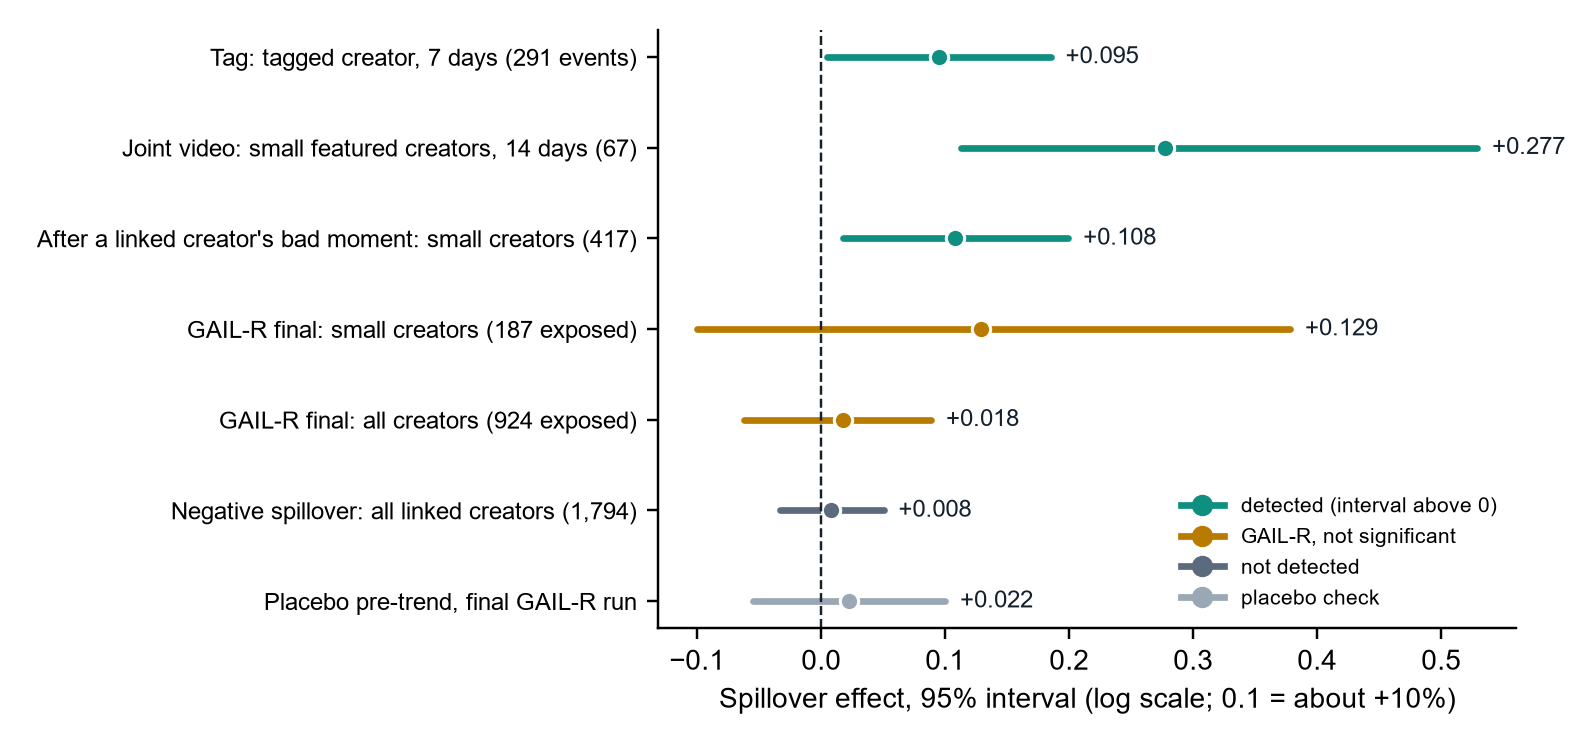 Tag: tagged creator, 7 days (291 events)
+0.095
Joint video: small featured creators, 14 days (67)
+0.277
After a linked creator's bad moment: small creators (417)
+0.108
GAIL-R final: small creators (187 exposed)
+0.129
GAIL-R final: all creators (924 exposed)
+0.018
Negative spillover: all linked creators (1,794)
+0.008
Placebo pre-trend, final GAIL-R run
+0.022
detected (interval above 0)
GAIL-R, not significant
not detected
placebo check
−0.1 0.0 0.1 0.2 0.3 0.4 0.5
Spillover effect, 95% interval (log scale; 0.1 = about +10%)